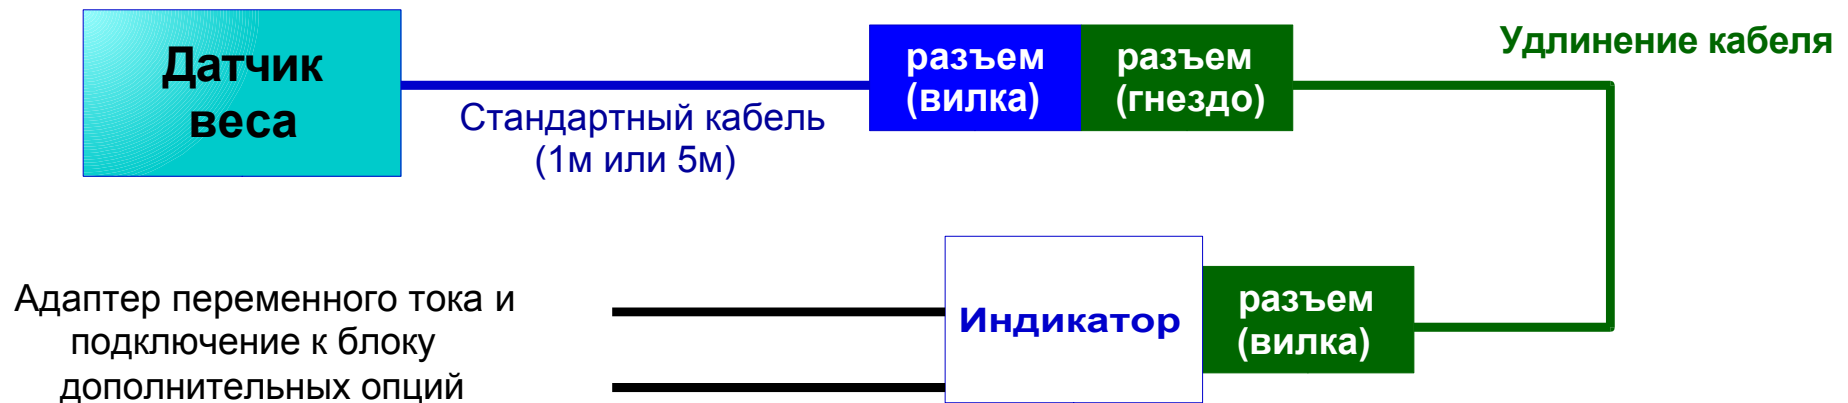 Датчик
веса
Стандартный кабель
(1м или 5м)
разъем
(вилка)
разъем
(гнездо)
Удлинение кабеля
Адаптер переменного тока и
подключение к блоку
дополнительных опций
Индикатор
разъем
(вилка)